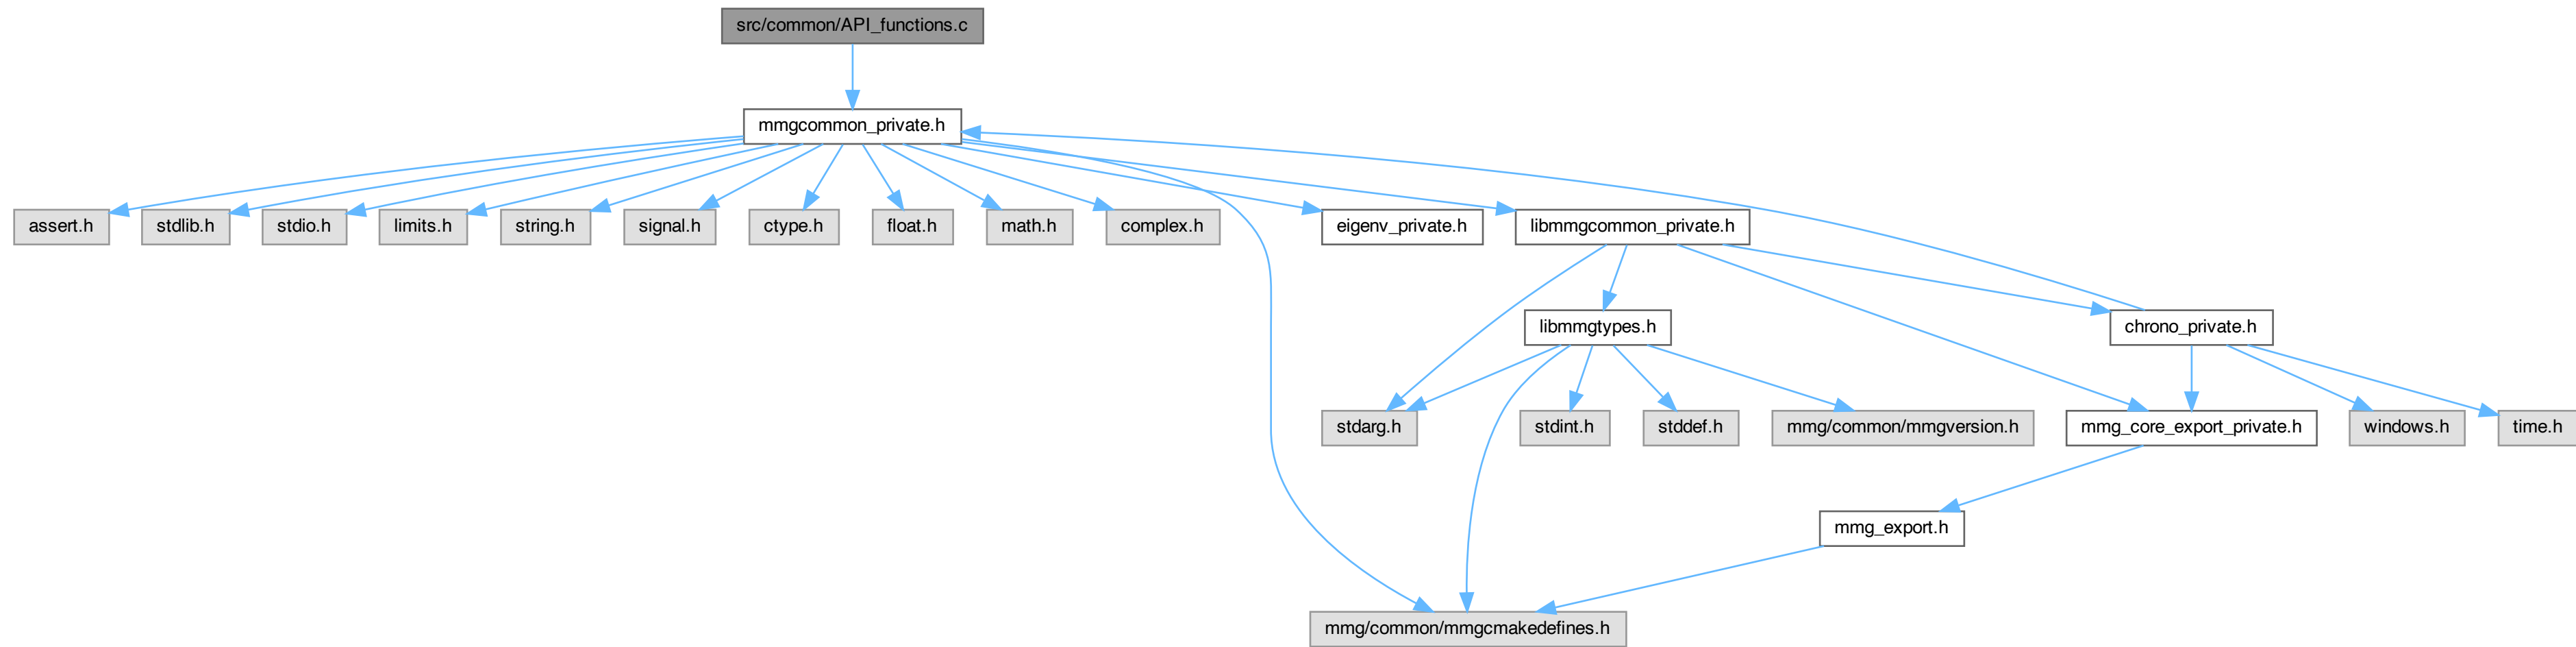 src/common/API_functions.c
mmgcommon_private.h
assert.h
stdlib.h
stdio.h
limits.h
string.h
signal.h
ctype.h
float.h
math.h
complex.h
eigenv_private.h
libmmgcommon_private.h
libmmgtypes.h
chrono_private.h
stdarg.h
stdint.h
stddef.h
mmg/common/mmgversion.h
mmg_core_export_private.h
windows.h
time.h
mmg_export.h
mmg/common/mmgcmakedefines.h